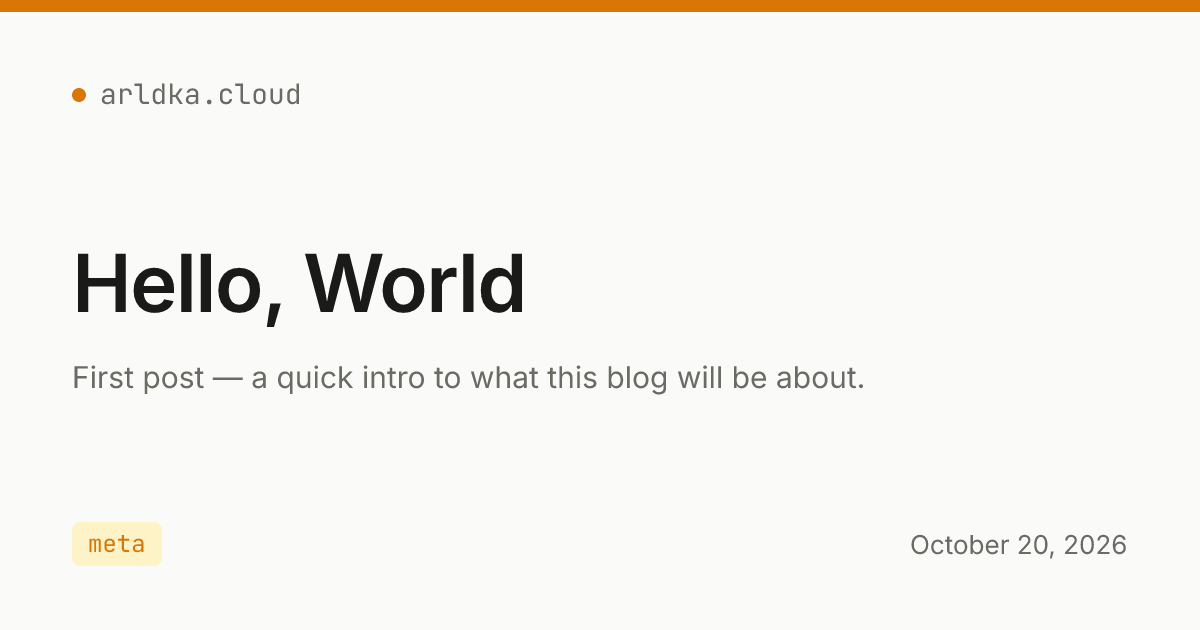 arldka.cloud
Hello, World
First post — a quick intro to what this blog will be about.
meta
October 20, 2026